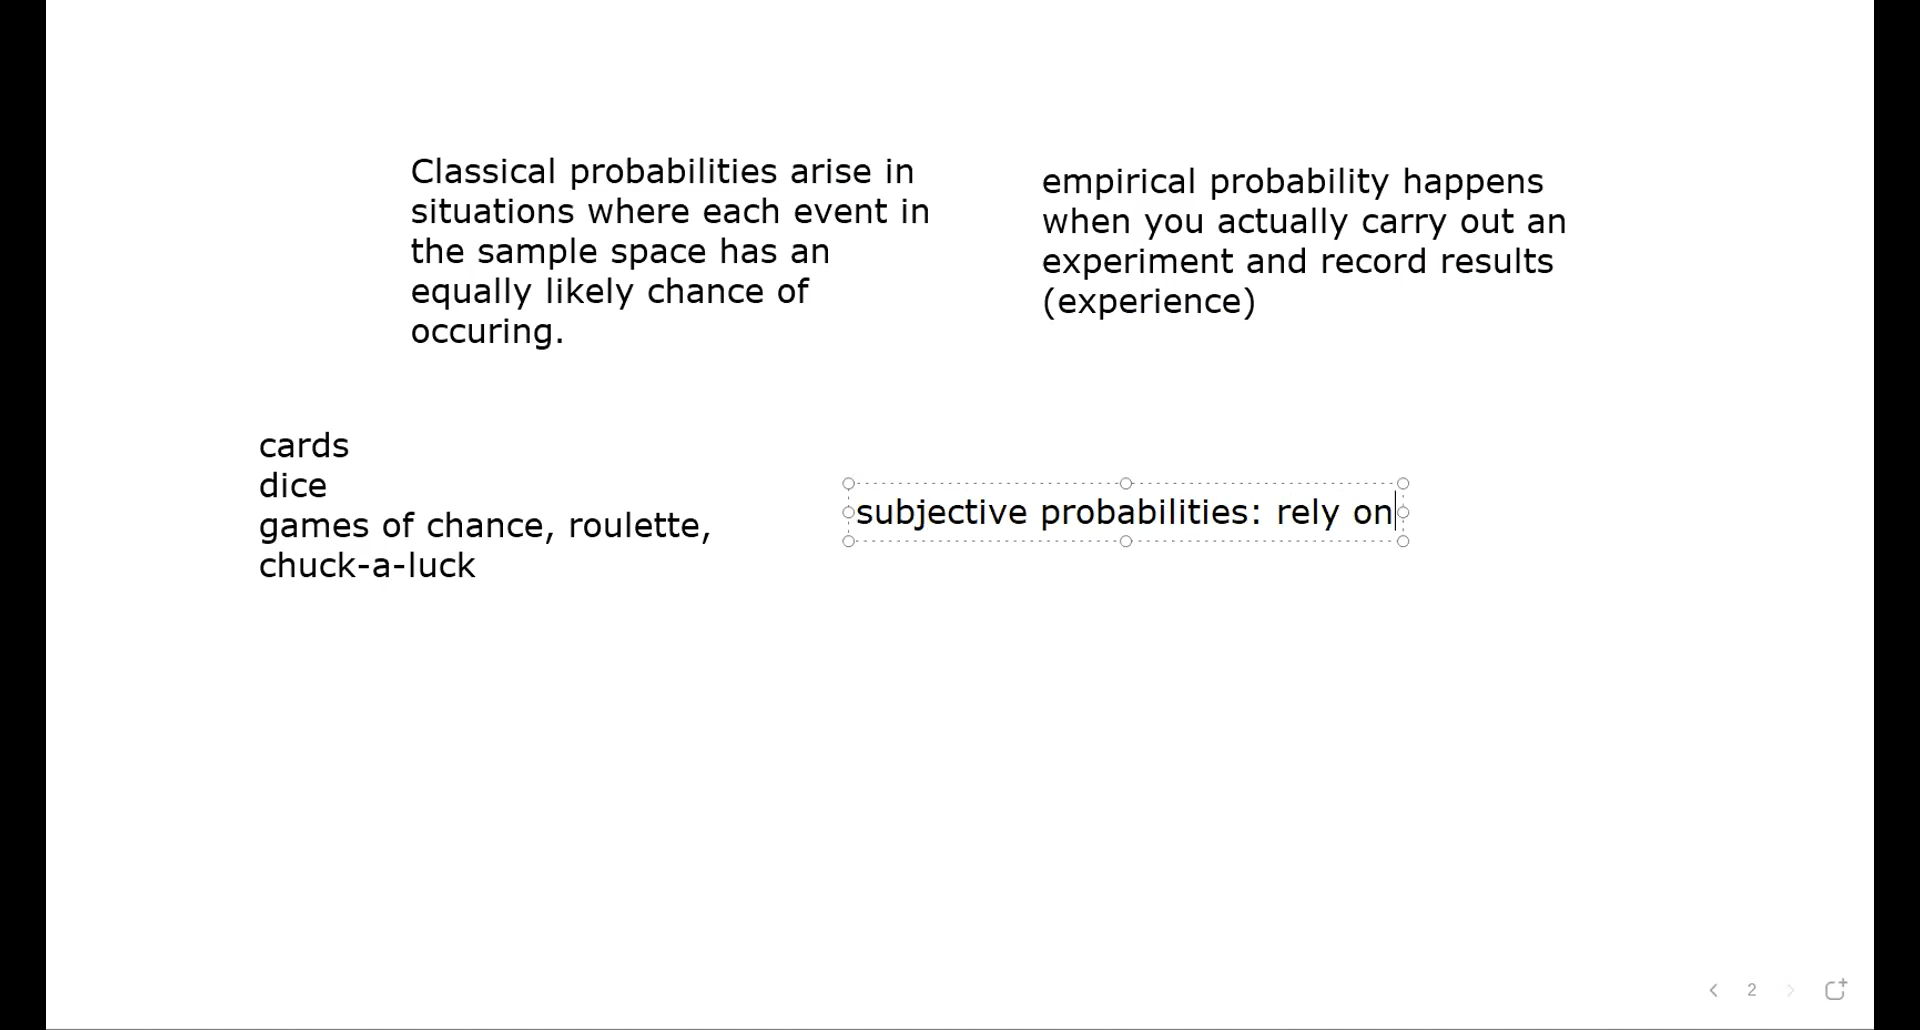 Classical probabilities arise in
situations where each event in
the sample space has an
equally likely chance of
occuring.
empirical probability happens
when you actually carry out an
experiment and record results
(experience)
cards
dice
games of chance, roulette,
chuck-a-luck
subjective probabilities: rely on
2